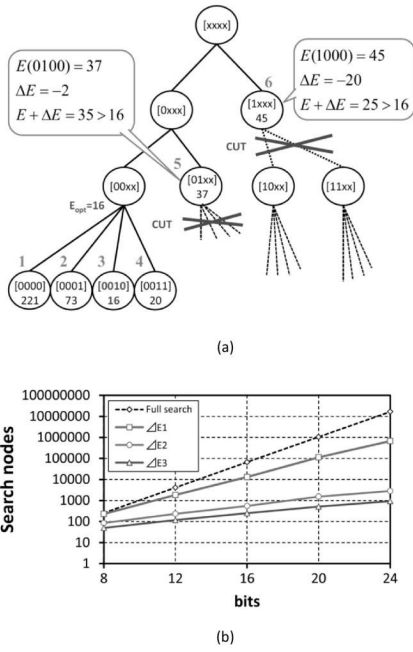 [xxxx]
E(0100) = 37
ΔE = −2
E + ΔE = 35 > 16
6
E(1000) = 45
ΔE = −20
E + ΔE = 25 > 16
[0xxx]
[1xxx]
45
CUT
5
[00xx]
[01xx]
37
[10xx]
[11xx]
Eopt=16
CUT
1
2
3
4
[0000]
221
[0001]
73
[0010]
16
[0011]
20
(a)
Search nodes
100000000
10000000
1000000
100000
10000
1000
100
10
1
Full search
⊿E1
⊿E2
⊿E3
8
12
16
20
24
bits
(b)